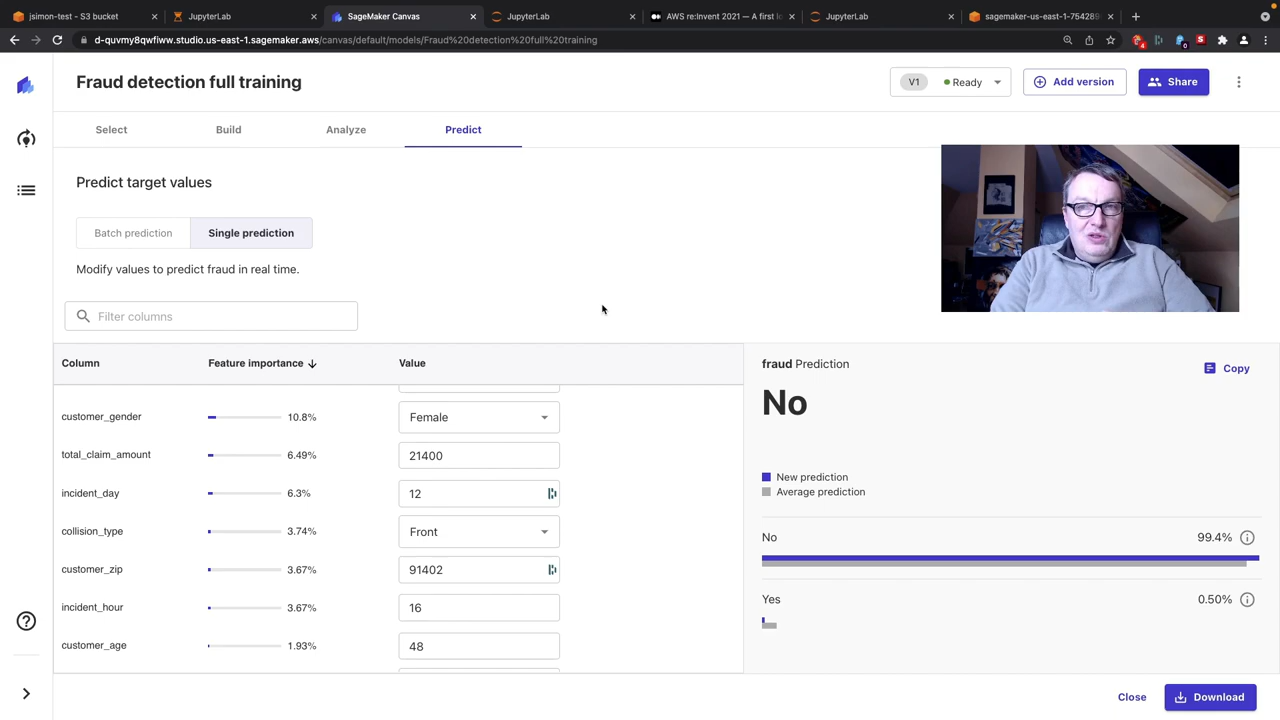 jsimon-test - S3 bucket
JupyterLab
SageMaker Canvas
JupyterLab
AWS re:Invent 2021 — A first lo
JupyterLab
sagemaker-us-east-1-754289
d-quvmy8qwfiww.studio.us-east-1.sagemaker.aws/canvas/default/models/Fraud%20detection%20full%20training
Fraud detection full training
V1 Ready
Add version
Share
Select
Build
Analyze
Predict
Predict target values
Batch prediction
Single prediction
Modify values to predict fraud in real time.
Filter columns
Column Feature importance Value
customer_gender 10.8% Female
total_claim_amount 6.49% 21400
incident_day 6.3% 12
collision_type 3.74% Front
customer_zip 3.67% 91402
incident_hour 3.67% 16
customer_age 1.93% 48
fraud Prediction
Copy
No
New prediction
Average prediction
No 99.4%
Yes 0.50%
Close
Download